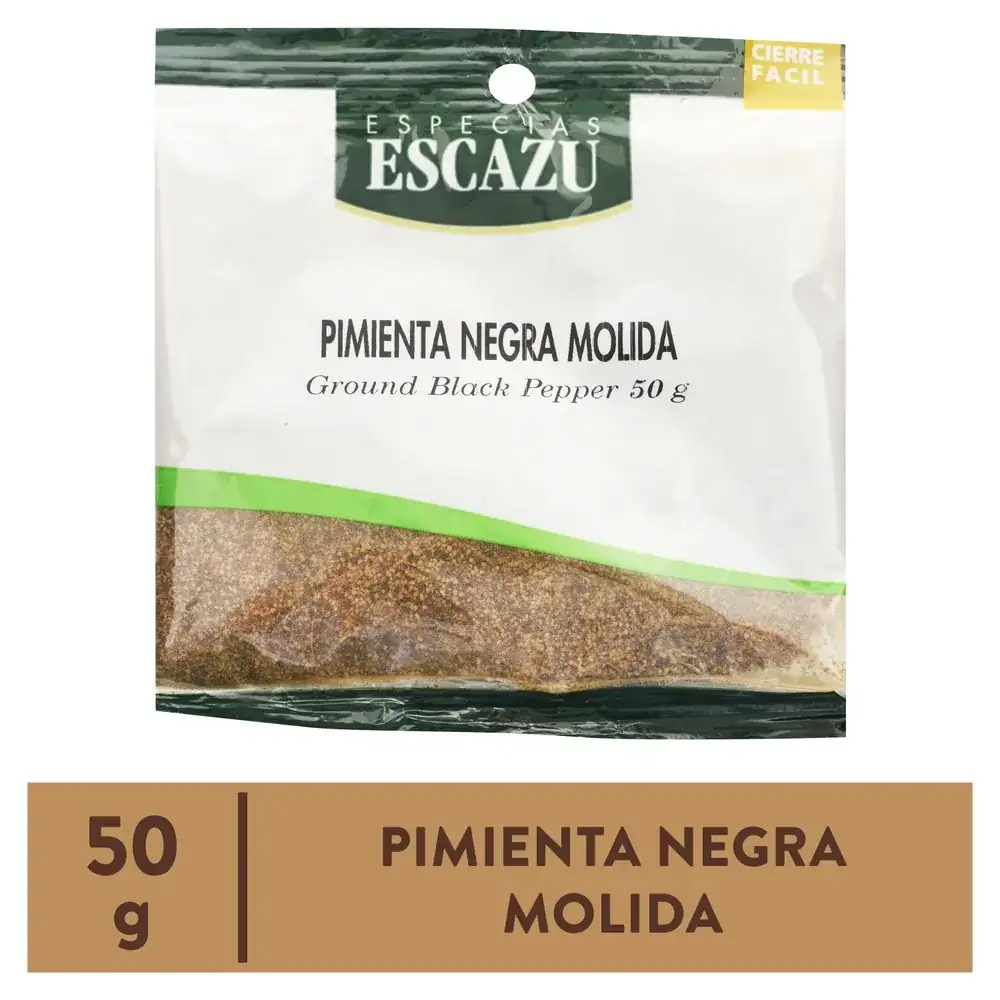 CIERRE
FACIL
ESPECIAS
ESCAZU
PIMIENTA NEGRA MOLIDA
Ground Black Pepper 50 g
50
g
PIMIENTA NEGRA
MOLIDA